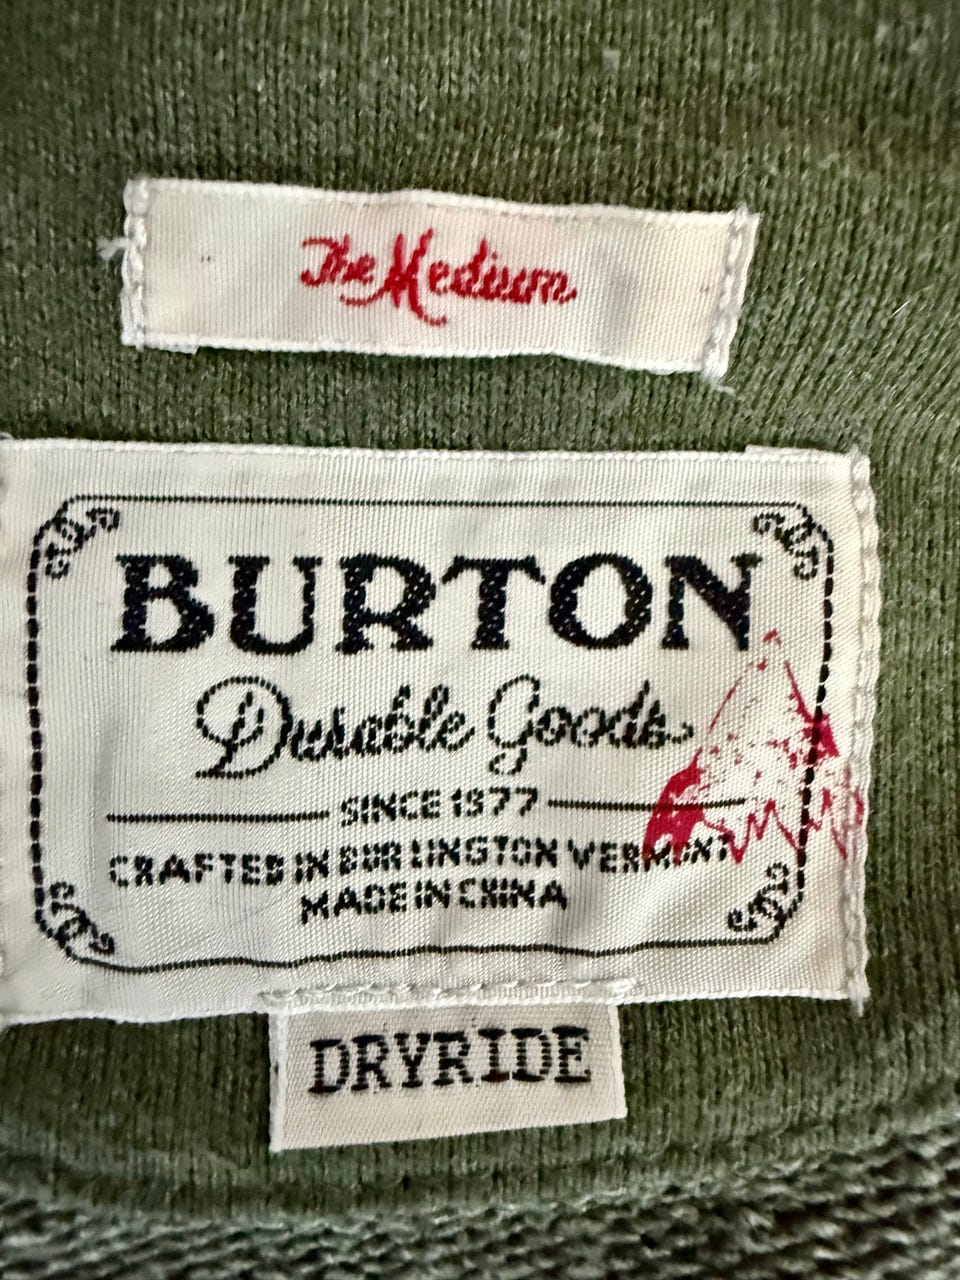 The Medium
BURTON
Durable Goods
SINCE 1977
CRAFTED IN BURLINGTON VERMONT
MADE IN CHINA
DRYRIDE